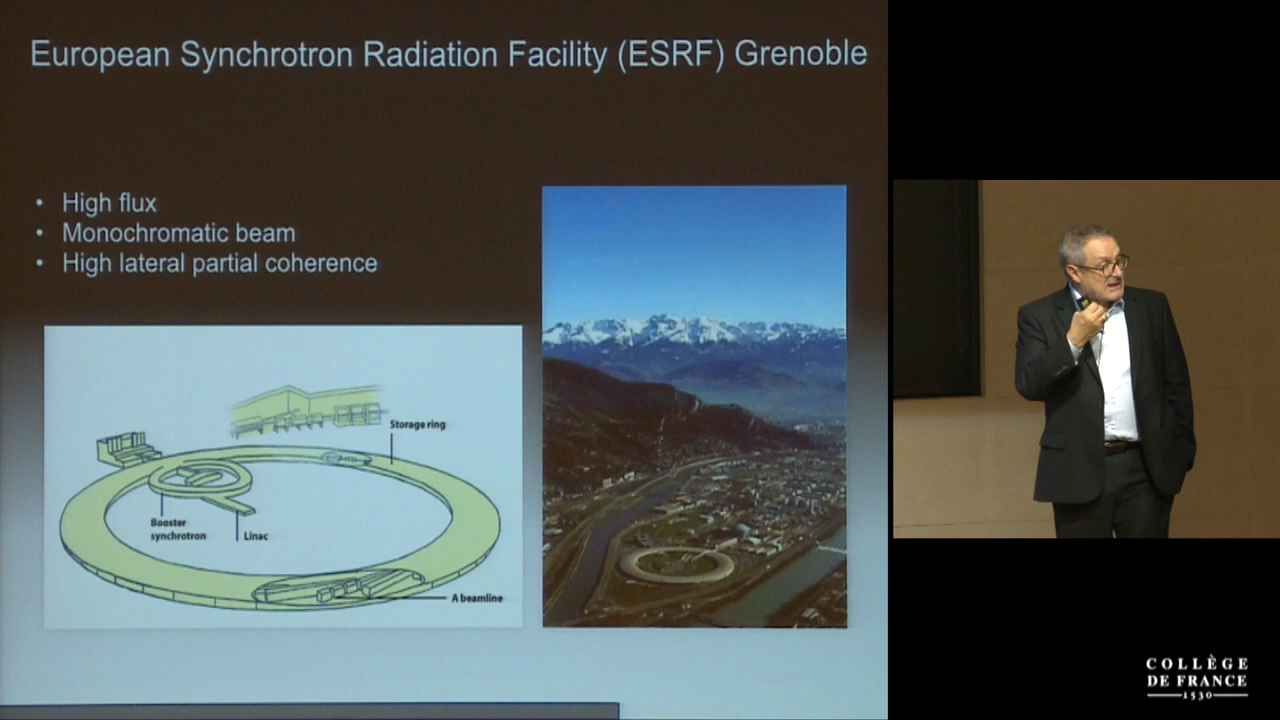 European Synchrotron Radiation Facility (ESRF) Grenoble
• High flux
• Monochromatic beam
• High lateral partial coherence
Storage ring
Booster
synchrotron
Linac
A beamline
COLLÈGE
DE FRANCE
1530